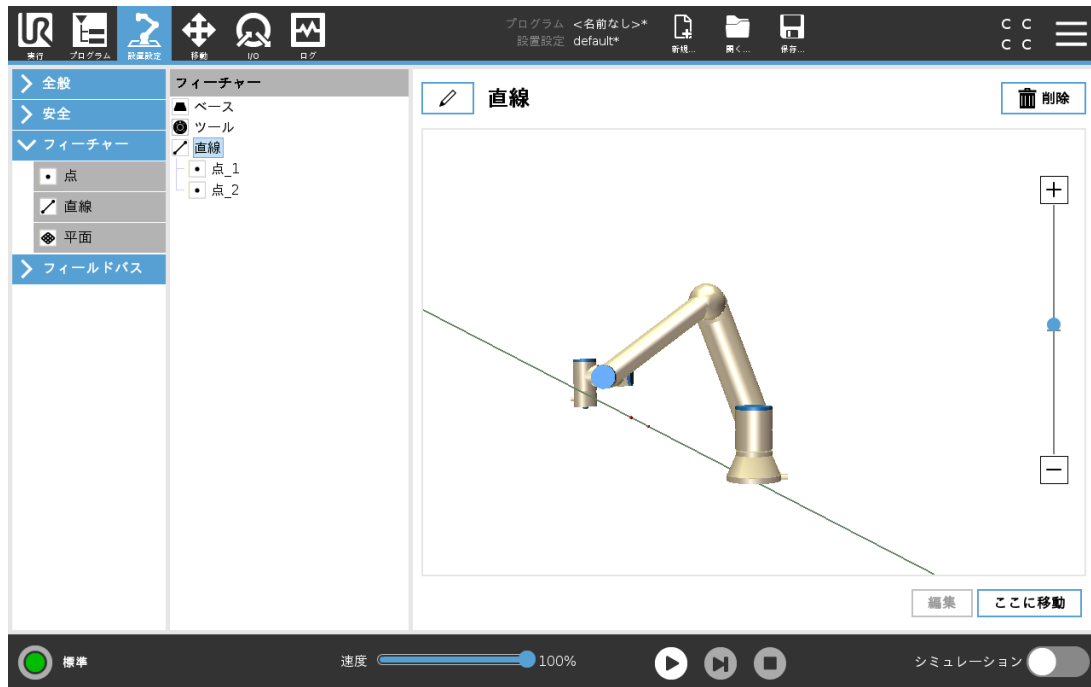 UR
実行
プログラム
設置設定
移動
I/O
ログ
プログラム <名前なし>*
設置設定 default*
新規...
開く...
保存...
C C
C C
全般
安全
フィーチャー
点
直線
平面
フィールドバス
フィーチャー
ベース
ツール
直線
点_1
点_2
直線
削除
編集
ここに移動
標準
速度
100%
シミュレーション